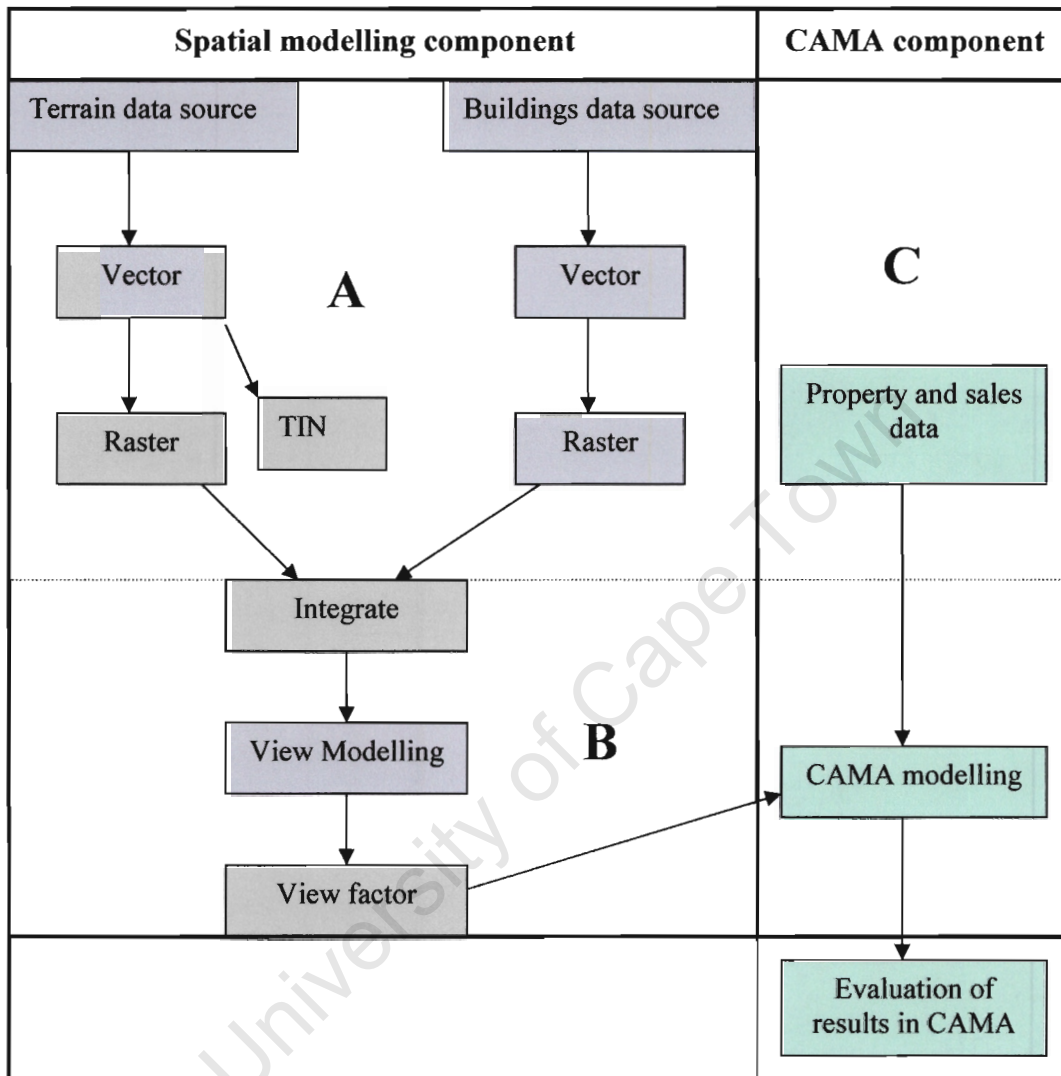 Spatial modelling component
CAMA component
Terrain data source
Buildings data source
Vector
A
Vector
C
Raster
TIN
Raster
Property and sales
data
Integrate
View Modelling
B
CAMA modelling
View factor
Evaluation of
results in CAMA
University of Cape Town